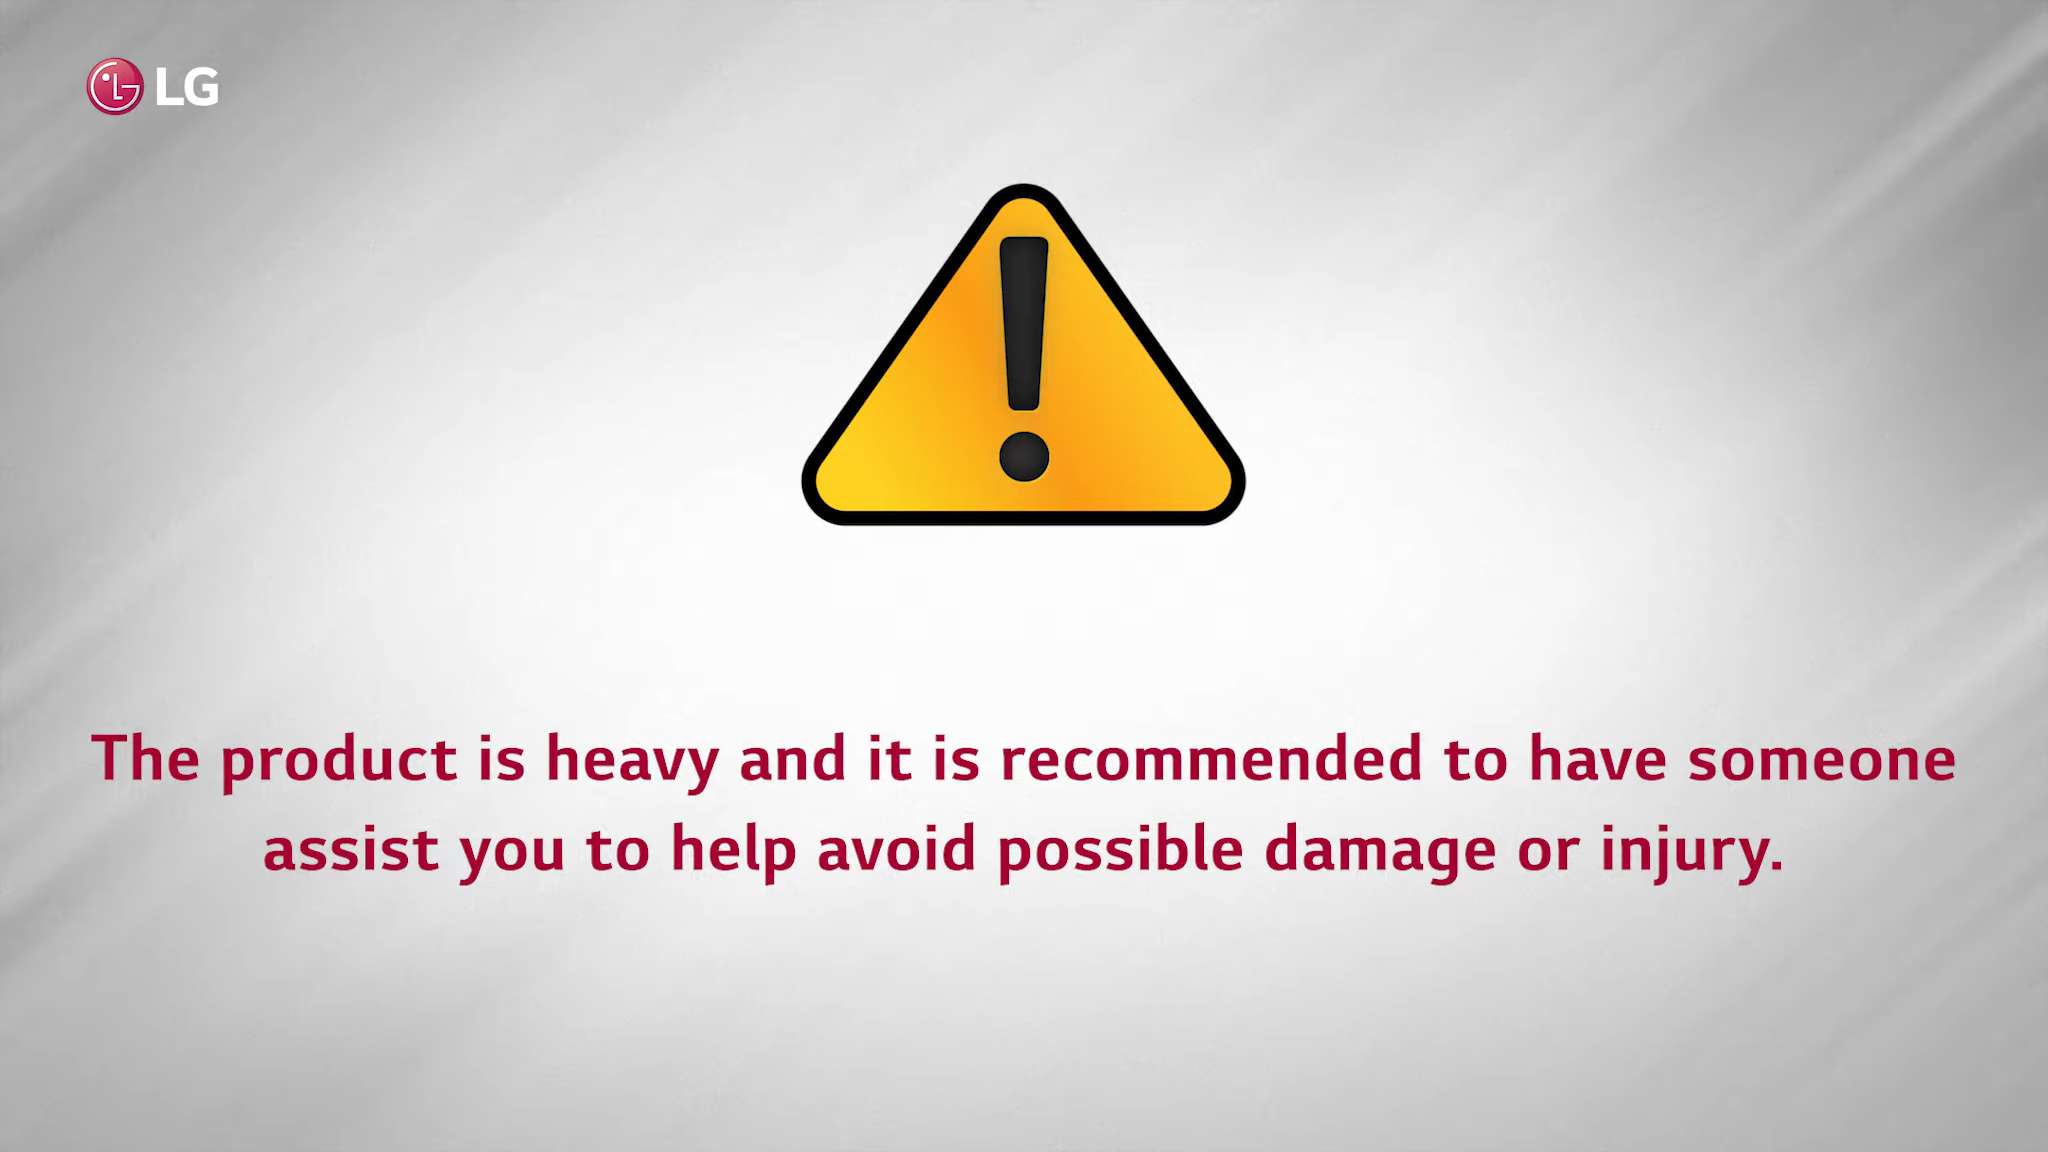 LG
The product is heavy and it is recommended to have someone
assist you to help avoid possible damage or injury.